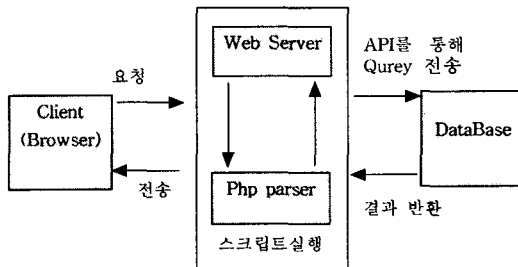 Web Server
API를 통해
Qurey 전송
요청
Client
(Browser)
DataBase
전송
Php parser
결과 반환
스크립트실행